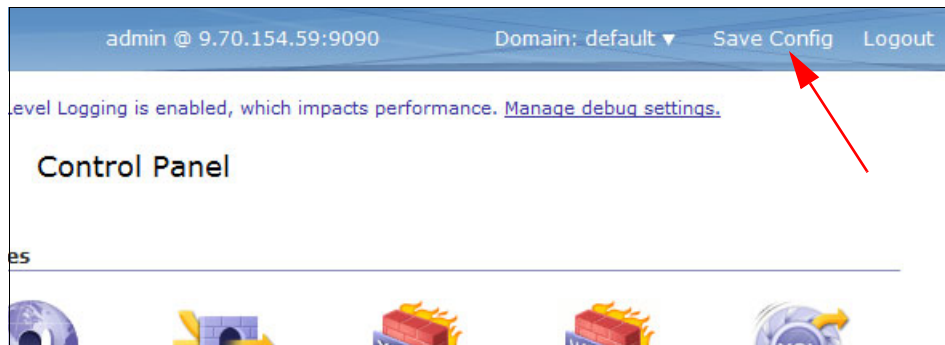 admin @ 9.70.154.59:9090 Domain: default ▼ Save Config Logout
Level Logging is enabled, which impacts performance. Manage debug settings.
Control Panel
es